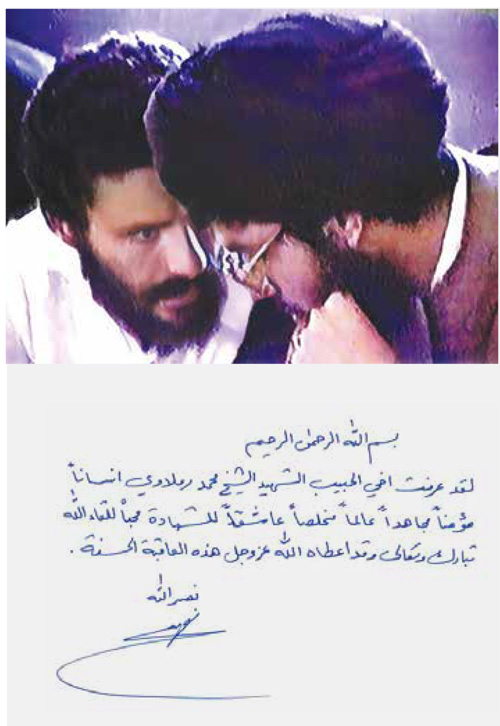 بسم الله الرحمن الرحيم
لقد عرفت اخي الحبيب الشهيد الشيخ محمد انساناً
مؤمناً مجاهداً عالماً مخلصاً عاشقاً للشهادة محباً للقاء الله
تبارك وتعالى وقد اعطاه الله عزوجل هذه العاقبة الحسنة .
نصرالله